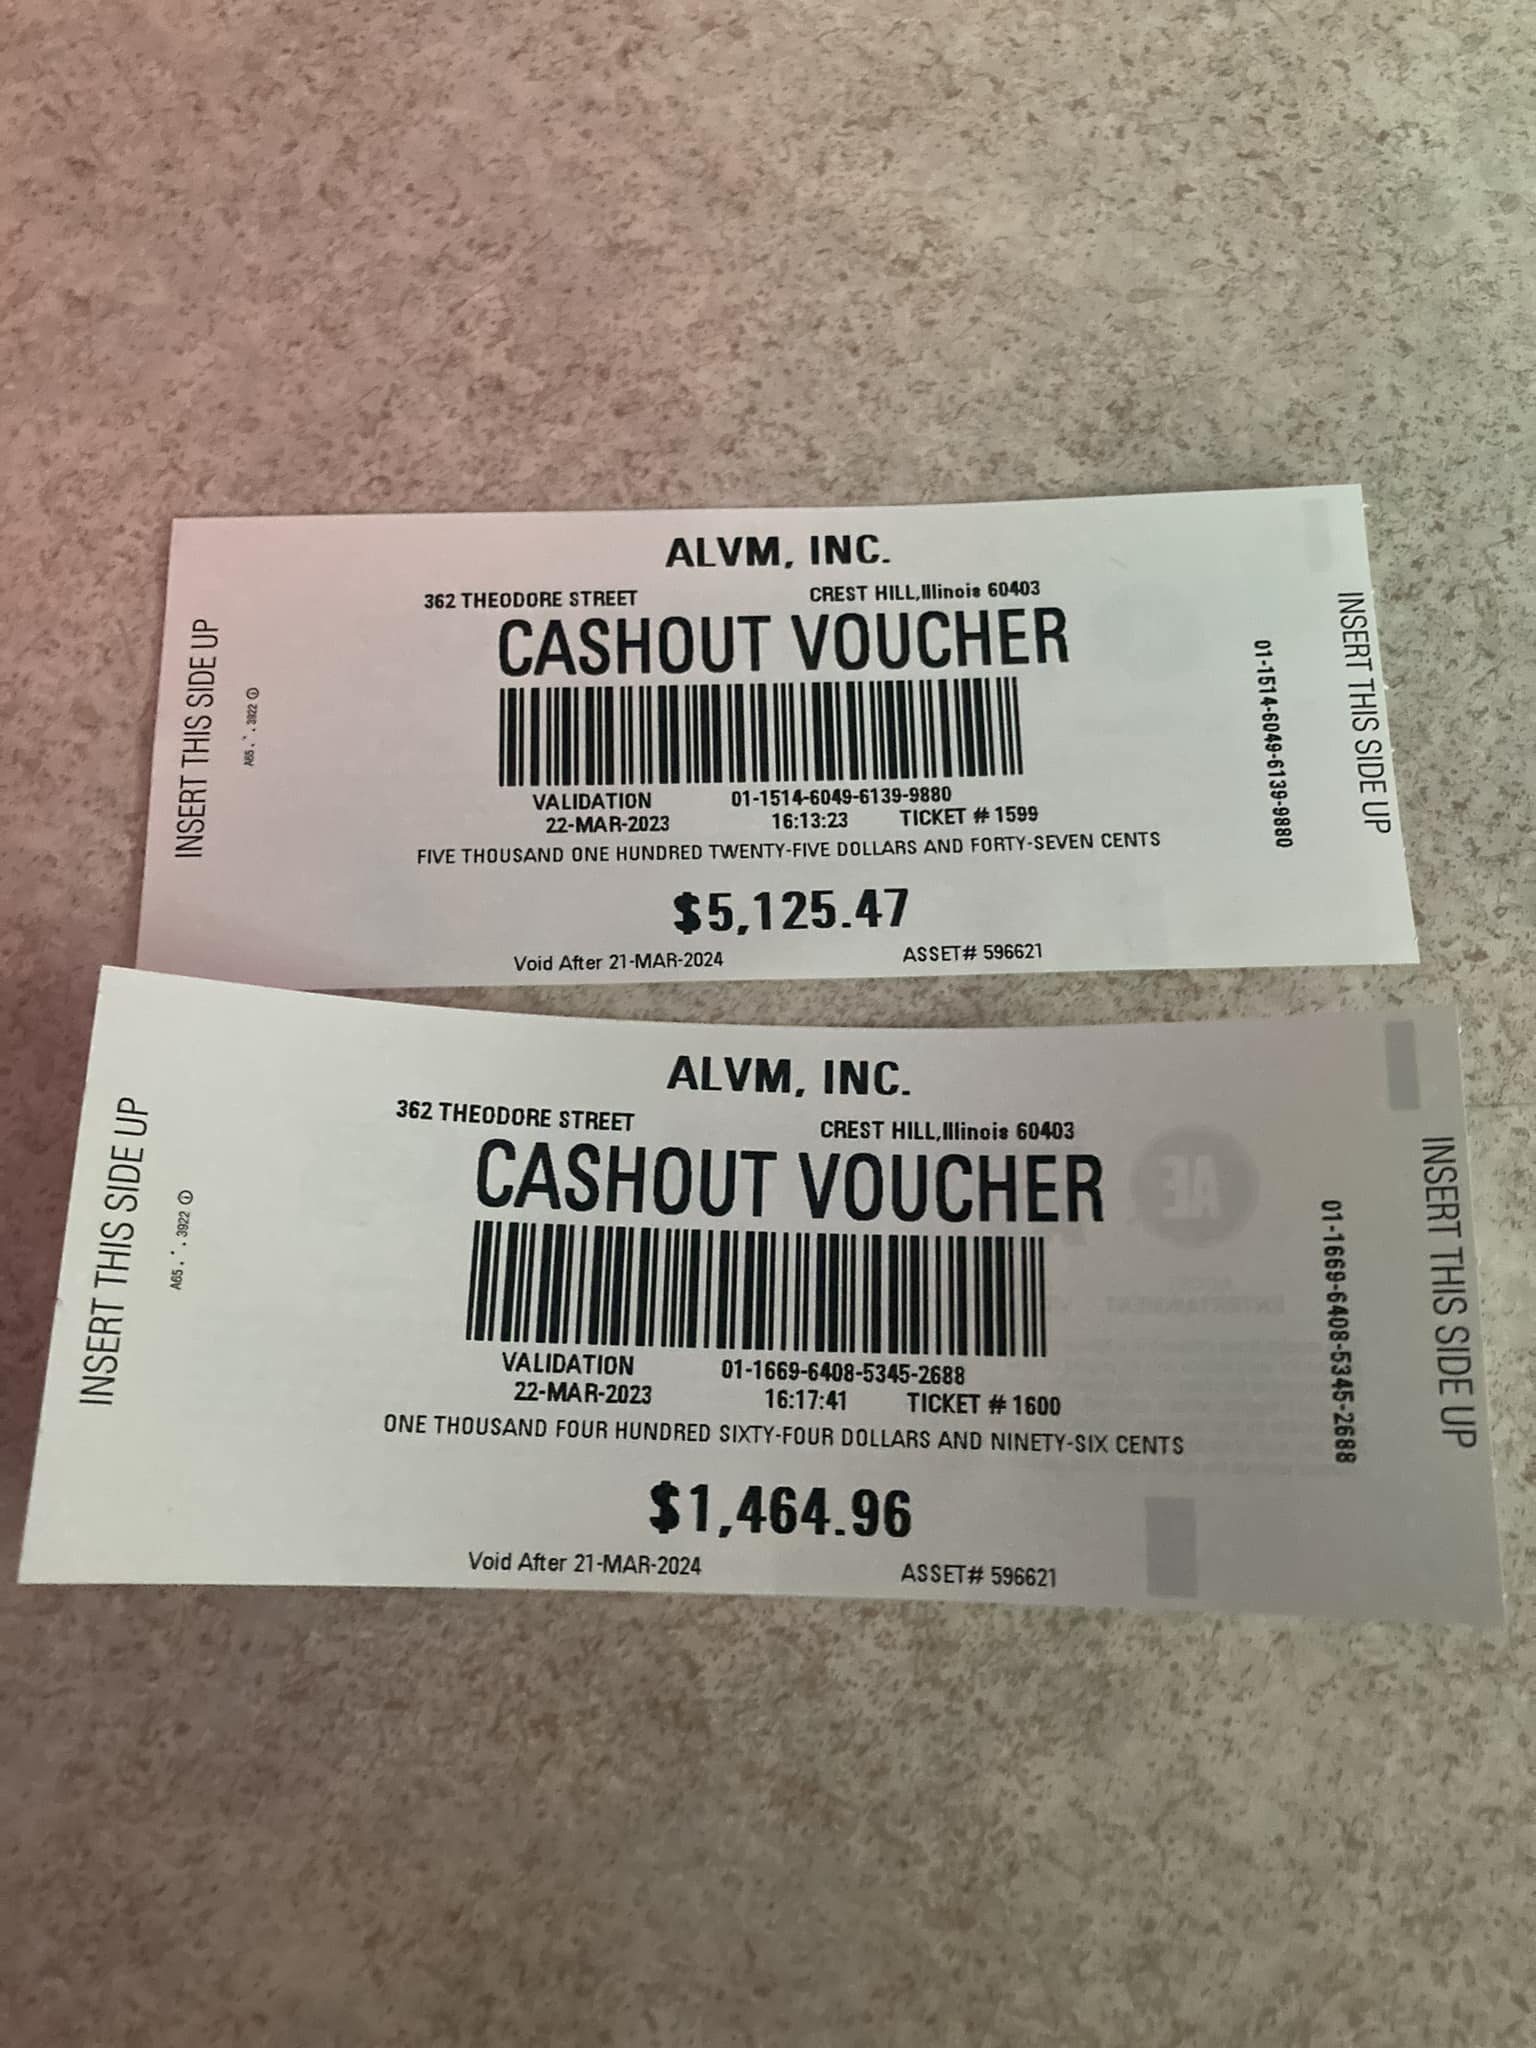 ALVM, INC.
362 THEODORE STREET CREST HILL,Illinois 60403
CASHOUT VOUCHER
INSERT THIS SIDE UP
INSERT THIS SIDE UP
01-1514-6049-6139-9880
VALIDATION 01-1514-6049-6139-9880
22-MAR-2023 16:13:23 TICKET # 1599
FIVE THOUSAND ONE HUNDRED TWENTY-FIVE DOLLARS AND FORTY-SEVEN CENTS
$5,125.47
Void After 21-MAR-2024 ASSET# 596621
ALVM, INC.
362 THEODORE STREET CREST HILL,Illinois 60403
CASHOUT VOUCHER
INSERT THIS SIDE UP
INSERT THIS SIDE UP
01-1669-6408-5345-2688
VALIDATION 01-1669-6408-5345-2688
22-MAR-2023 16:17:41 TICKET # 1600
ONE THOUSAND FOUR HUNDRED SIXTY-FOUR DOLLARS AND NINETY-SIX CENTS
$1,464.96
Void After 21-MAR-2024 ASSET# 596621